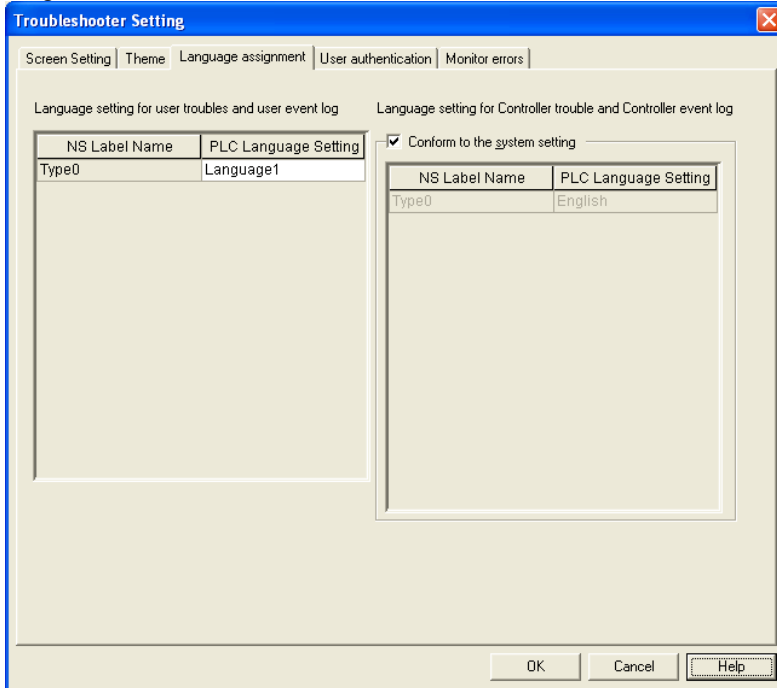 Troubleshooter Setting
Screen Setting Theme Language assignment User authentication Monitor errors
Language setting for user troubles and user event log
NS Label Name PLC Language Setting
Type0 Language1
Language setting for Controller trouble and Controller event log
Conform to the system setting
NS Label Name PLC Language Setting
Type0 English
OK Cancel Help